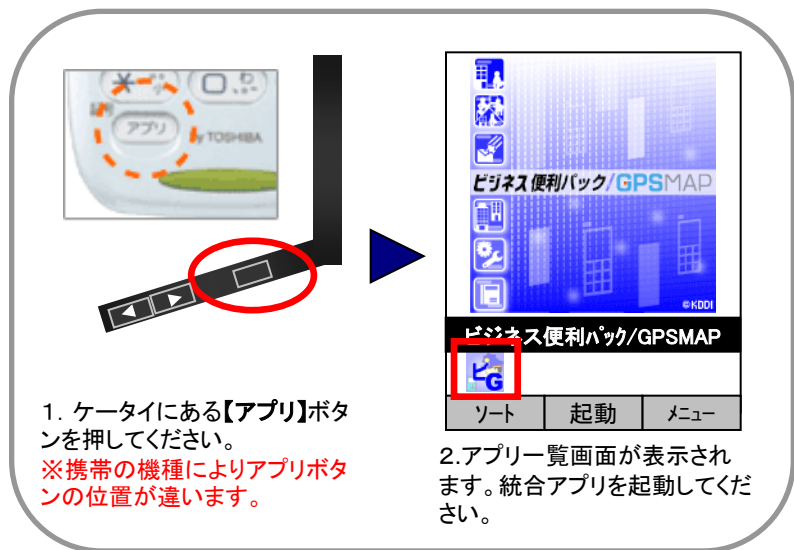 アプリ
by TOSHIBA
1. ケータイにある【アプリ】ボタ
ンを押してください。
※携帯の機種によりアプリボタ
ンの位置が違います。
ビジネス便利パック/GPSMAP
©KDDI
ビジネス便利パック/GPSMAP
ビG
ソート 起動 メニュー
2.アプリ一覧画面が表示され
ます。統合アプリを起動してくだ
さい。